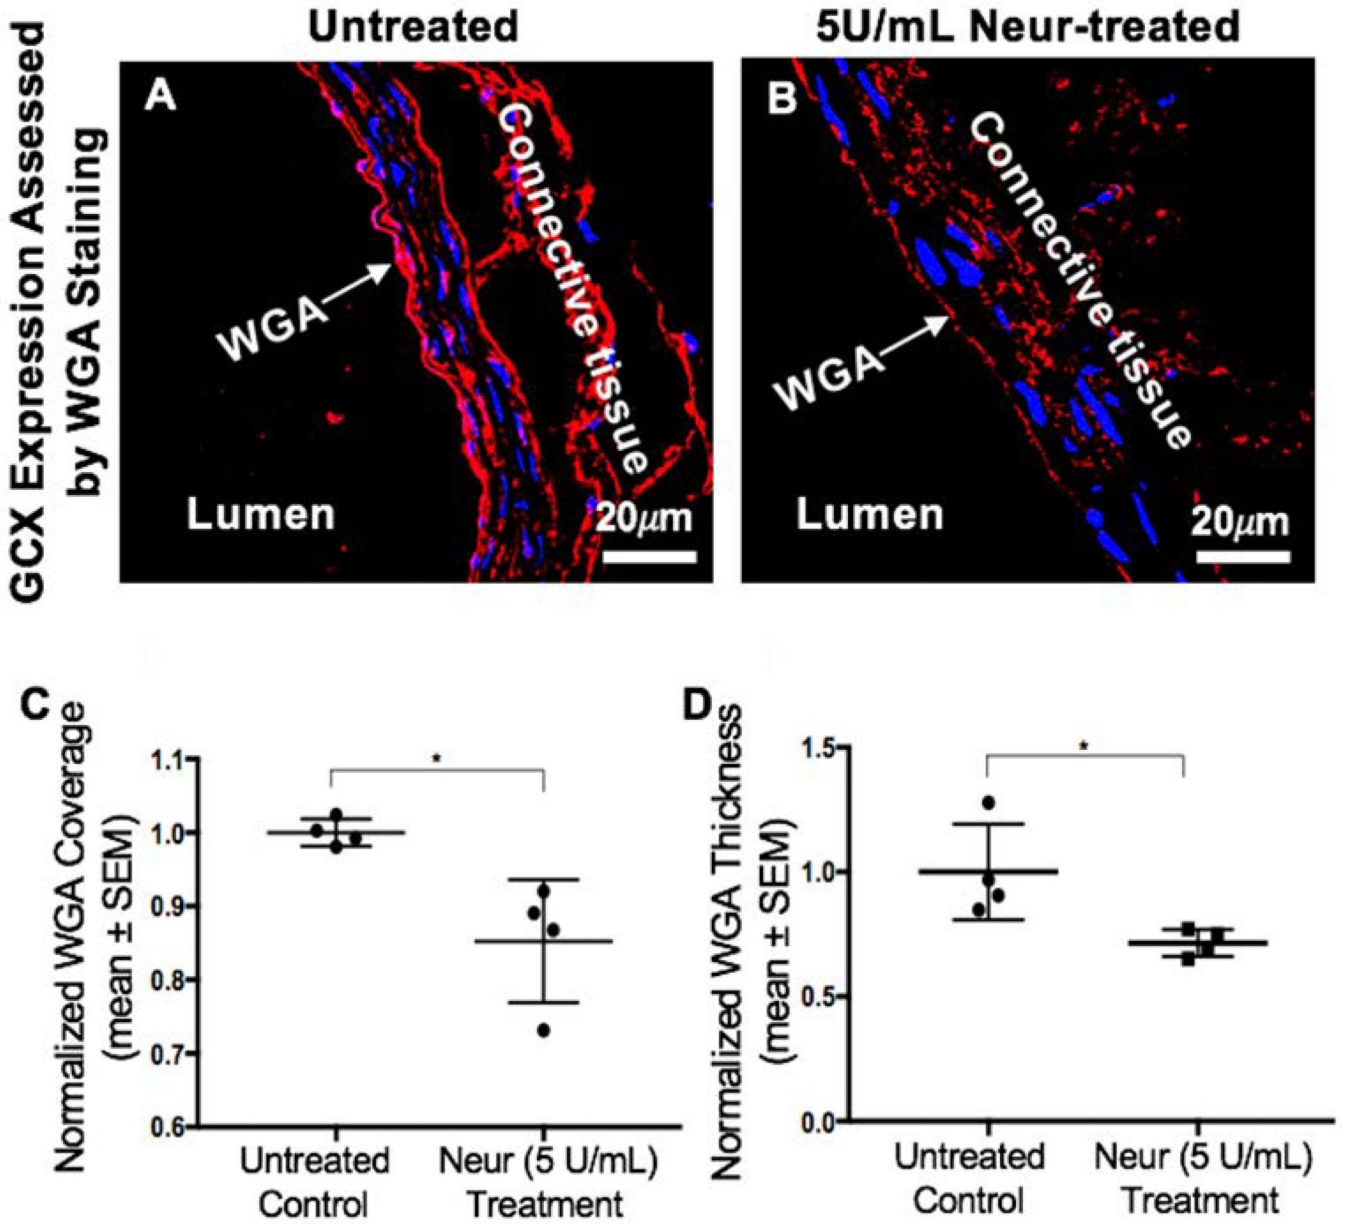 Untreated
5U/mL Neur-treated
GCX Expression Assessed
by WGA Staining
A
Connective tissue
WGA
Lumen
20μm
B
Connective tissue
WGA
Lumen
20μm
C
Normalized WGA Coverage
(mean ± SEM)
1.1
1.0
0.9
0.8
0.7
0.6
*
Untreated
Control
Neur (5 U/mL)
Treatment
D
Normalized WGA Thickness
(mean ± SEM)
1.5
1.0
0.5
0.0
*
Untreated
Control
Neur (5 U/mL)
Treatment